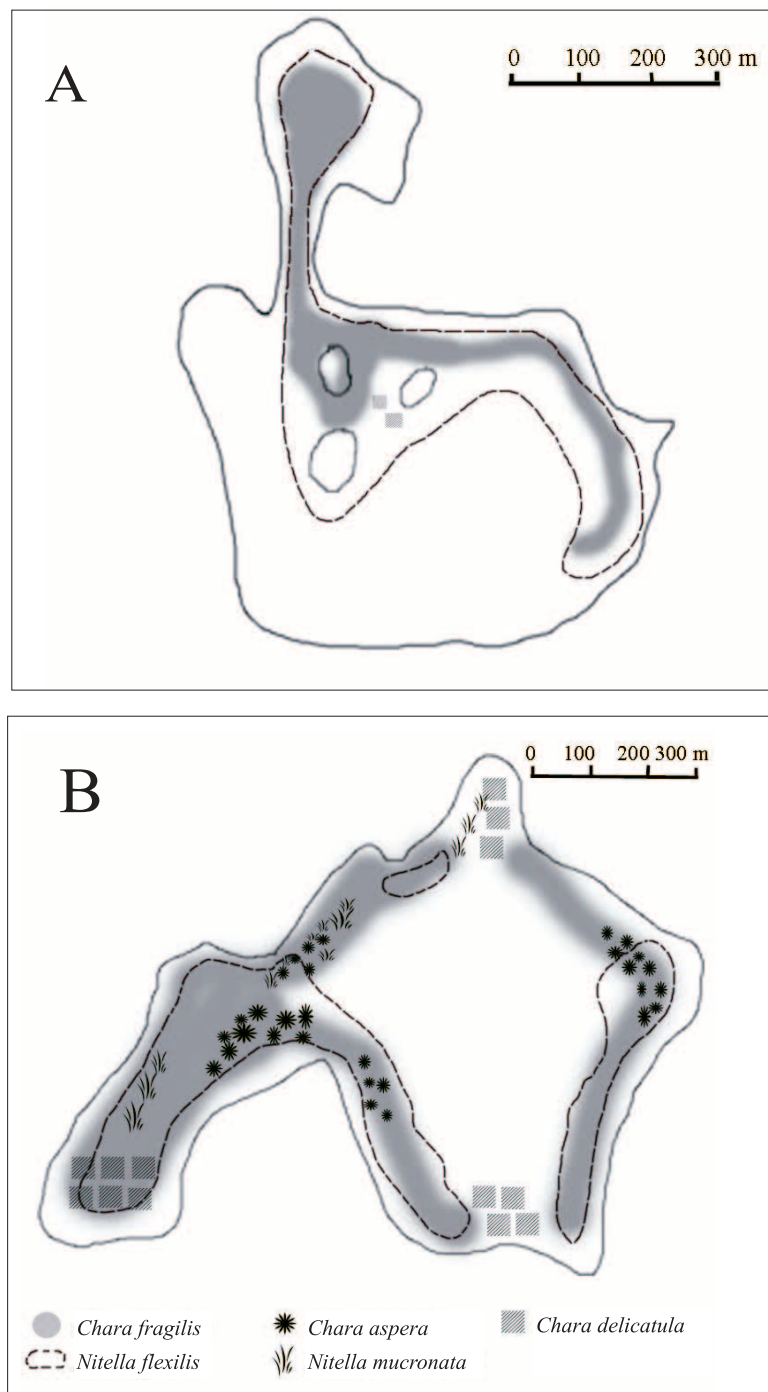 A
0 100 200 300 m
B
0 100 200 300 m
Chara fragilis Chara aspera Chara delicatula
Nitella flexilis Nitella mucronata